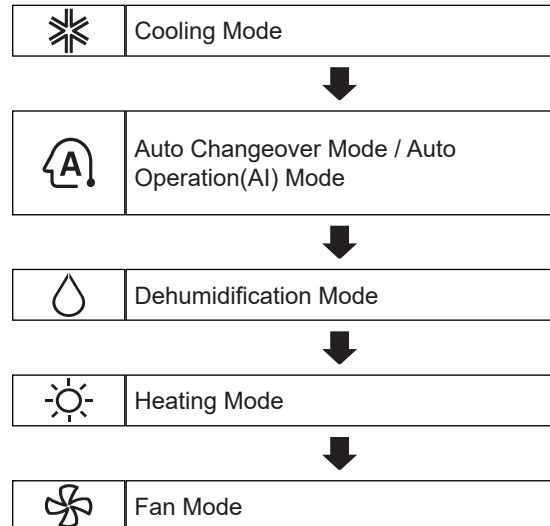 Cooling Mode
A
Auto Changeover Mode / Auto
Operation(AI) Mode
Dehumidification Mode
Heating Mode
Fan Mode